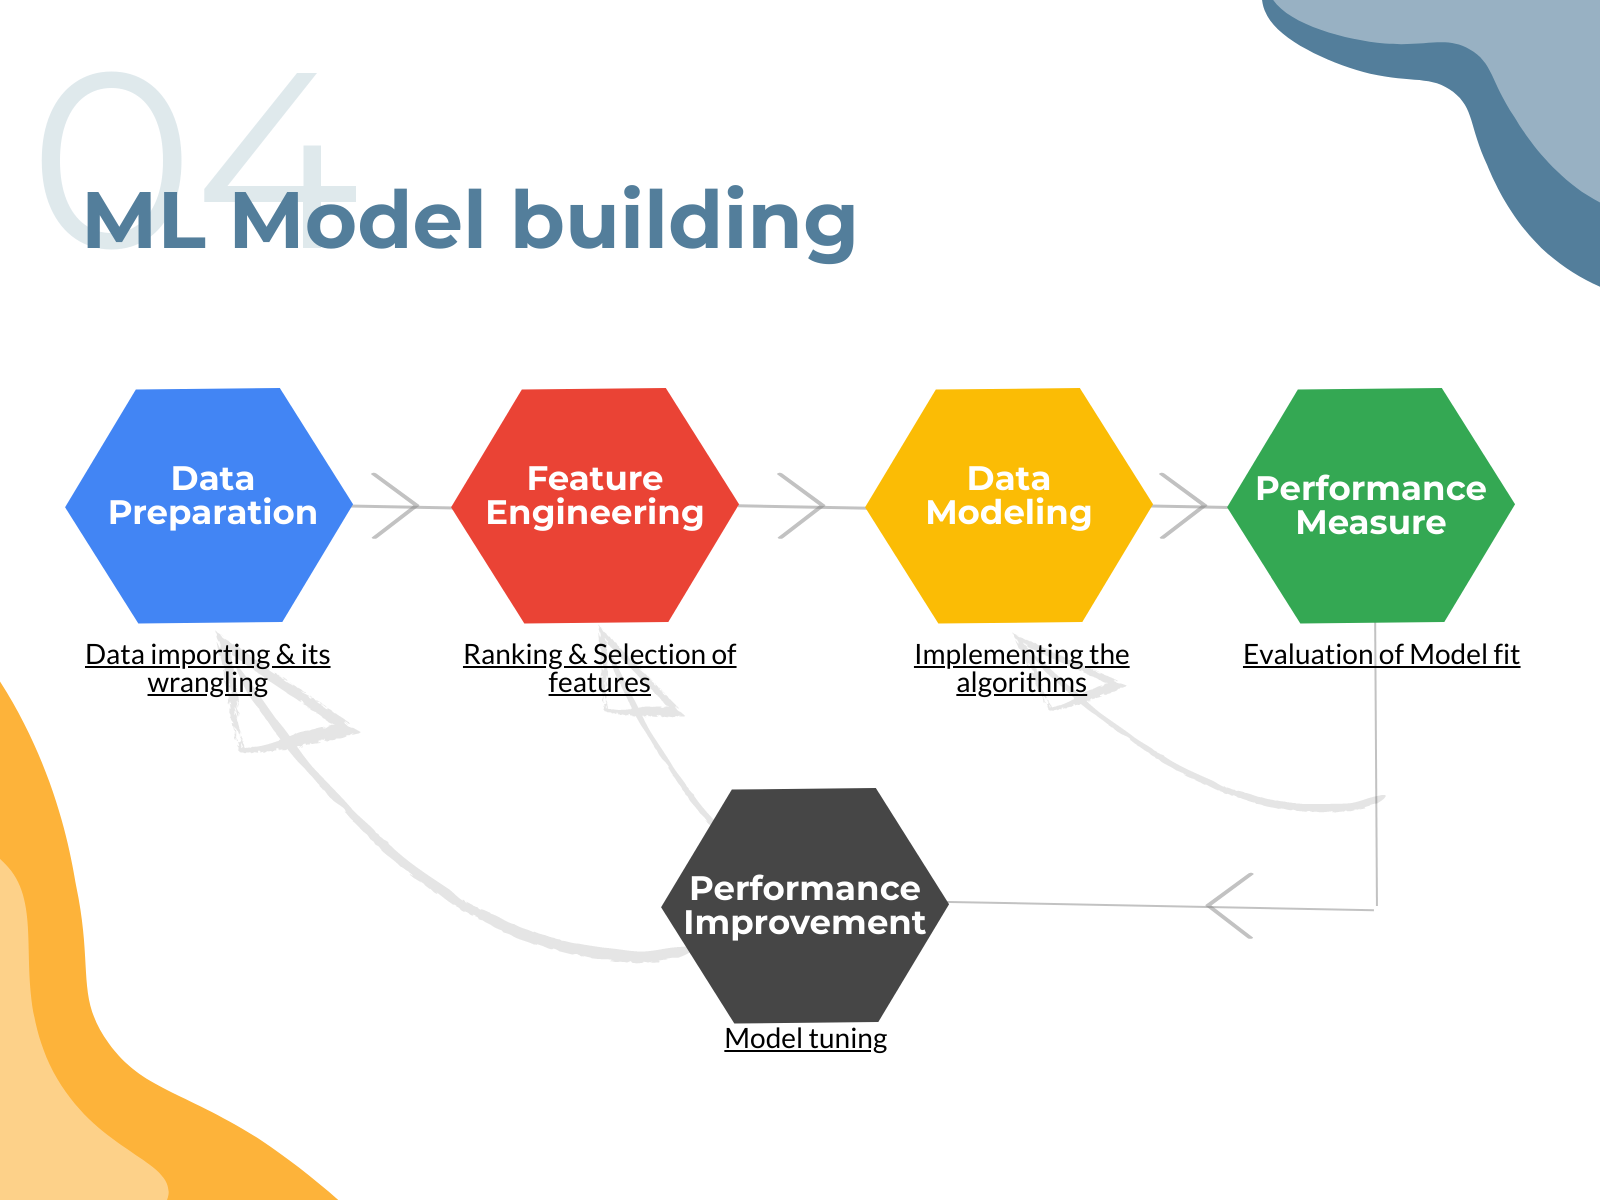 04
ML Model building
Data
Preparation
Feature
Engineering
Data
Modeling
Performance
Measure
Data importing & its
wrangling
Ranking & Selection of
features
Implementing the
algorithms
Evaluation of Model fit
Performance
Improvement
Model tuning